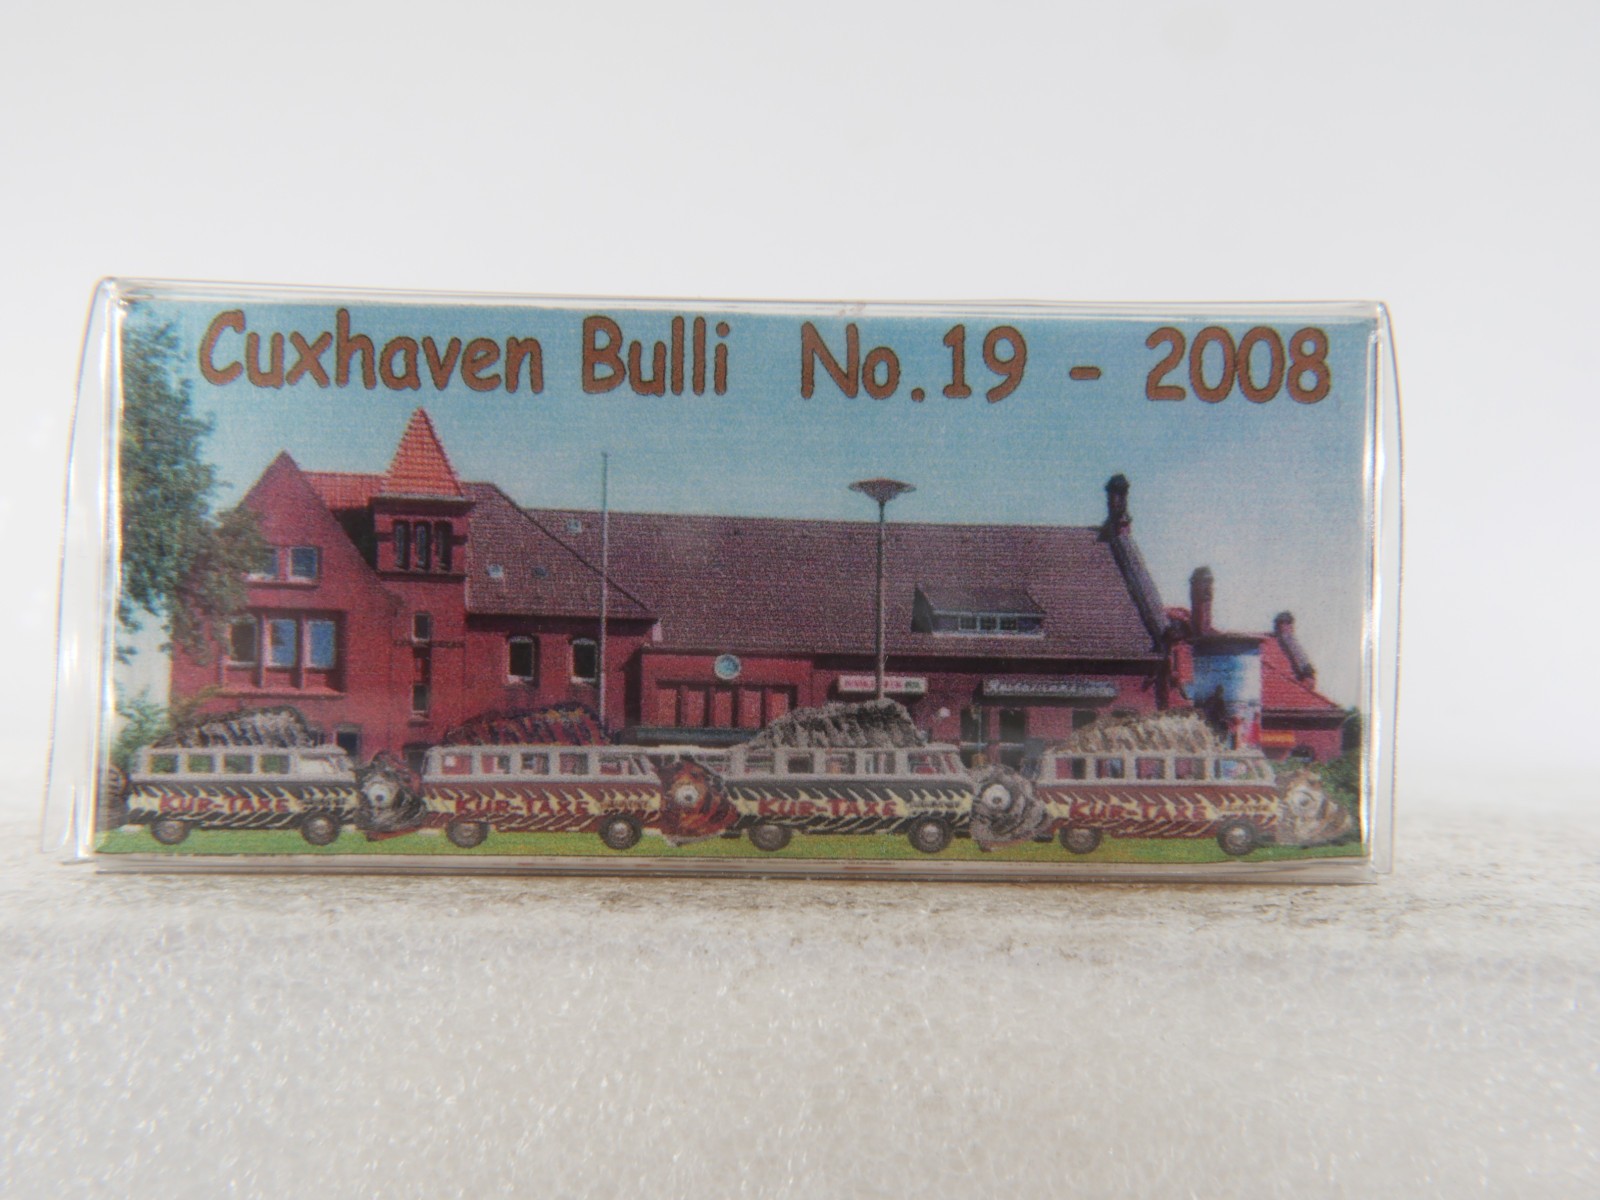 Cuxhaven Bulli No.19 - 2008
KUR-TAXE KUR-TAXE KUR-TAXE KUR-TAXE